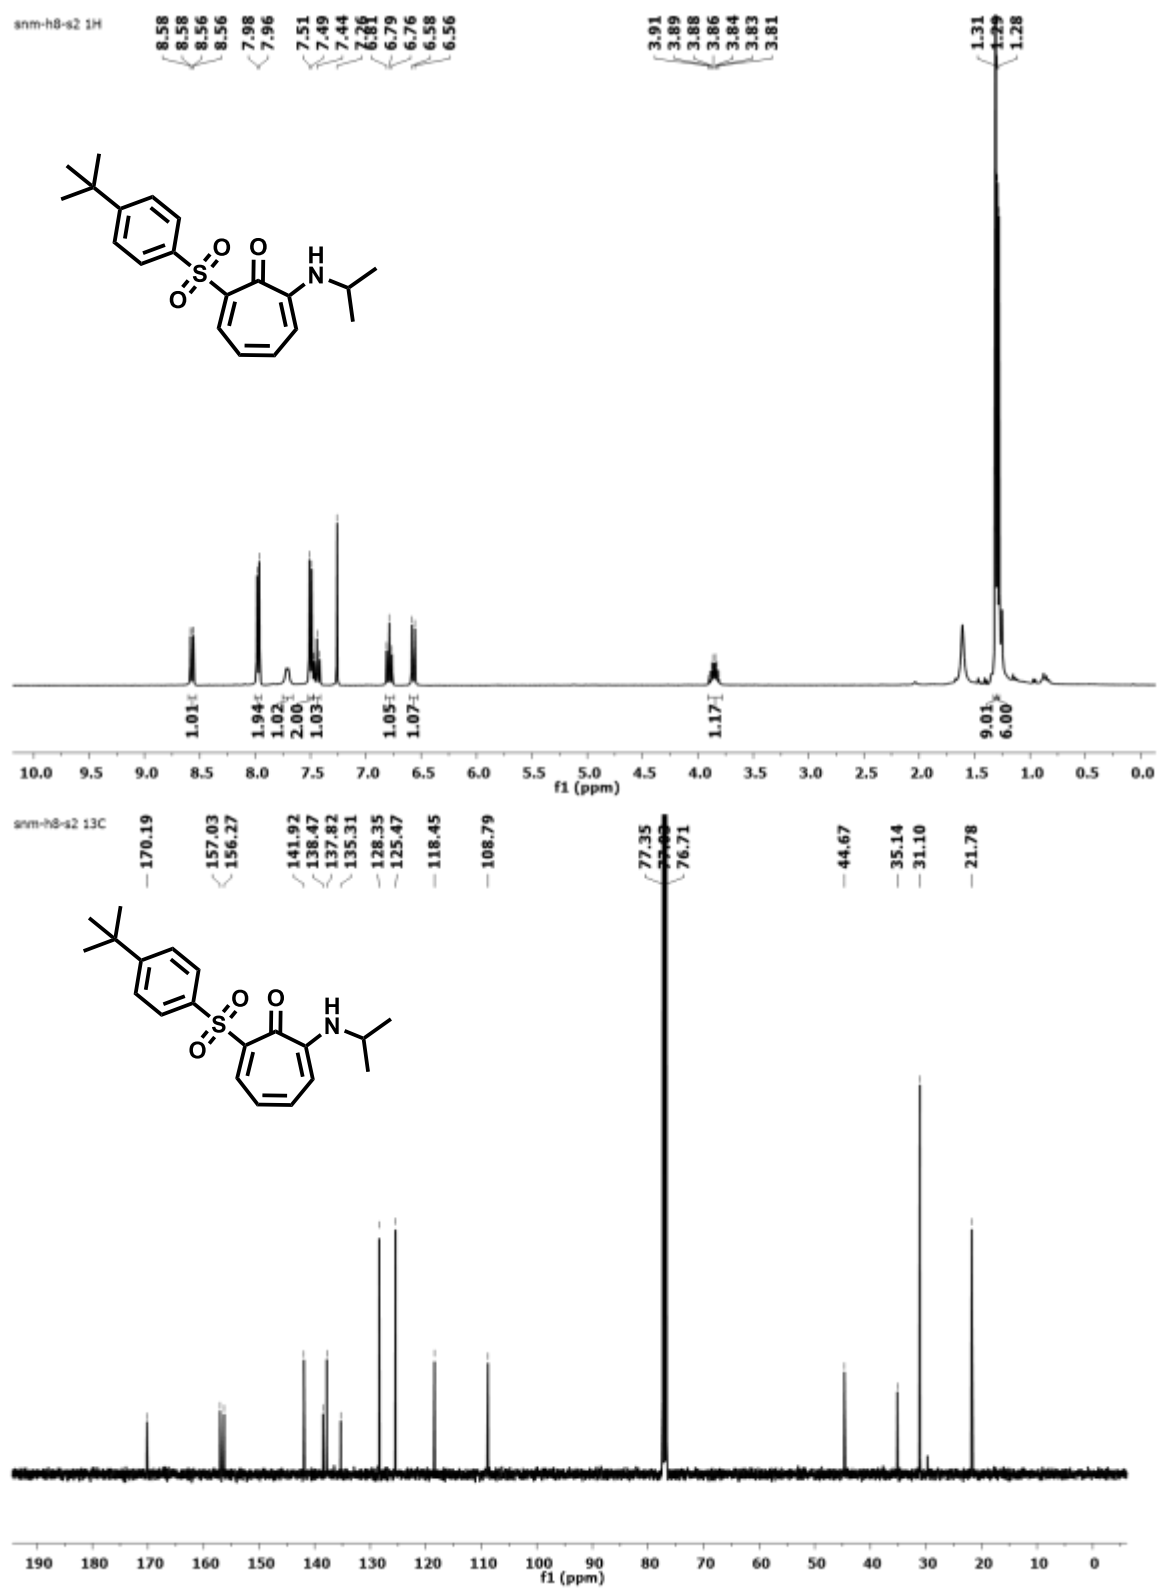 snm-h8-s2 1H
8.58 8.58 8.56 8.56 7.98 7.96 7.51 7.49 7.44 7.26 6.81 6.79 6.76 6.58 6.56 3.91 3.89 3.88 3.86 3.84 3.83 3.81 1.31 1.29 1.28
O O O S H N
1.01 1.94 1.02 2.00 1.03 1.05 1.07 1.17 9.01 6.00
10.0 9.5 9.0 8.5 8.0 7.5 7.0 6.5 6.0 5.5 5.0 4.5 4.0 3.5 3.0 2.5 2.0 1.5 1.0 0.5 0.0
f1 (ppm)
snm-h8-s2 13C
170.19 157.03 156.27 141.92 138.47 137.82 135.31 128.35 125.47 118.45 108.79 77.35 77.03 76.71 44.67 35.14 31.10 21.78
O O O S H N
190 180 170 160 150 140 130 120 110 100 90 80 70 60 50 40 30 20 10 0
f1 (ppm)